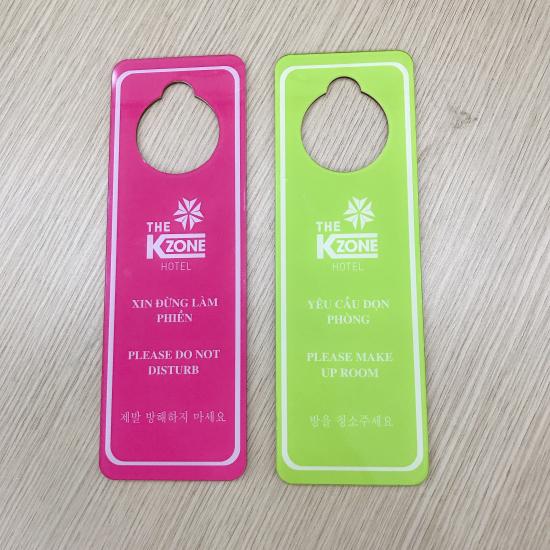 THE
KZONE
HOTEL
XIN ĐỪNG LÀM
PHIỀN
PLEASE DO NOT
DISTURB
제발 방해하지 마세요
THE
KZONE
HOTEL
YÊU CẦU DỌN
PHÒNG
PLEASE MAKE
UP ROOM
방을 청소주세요